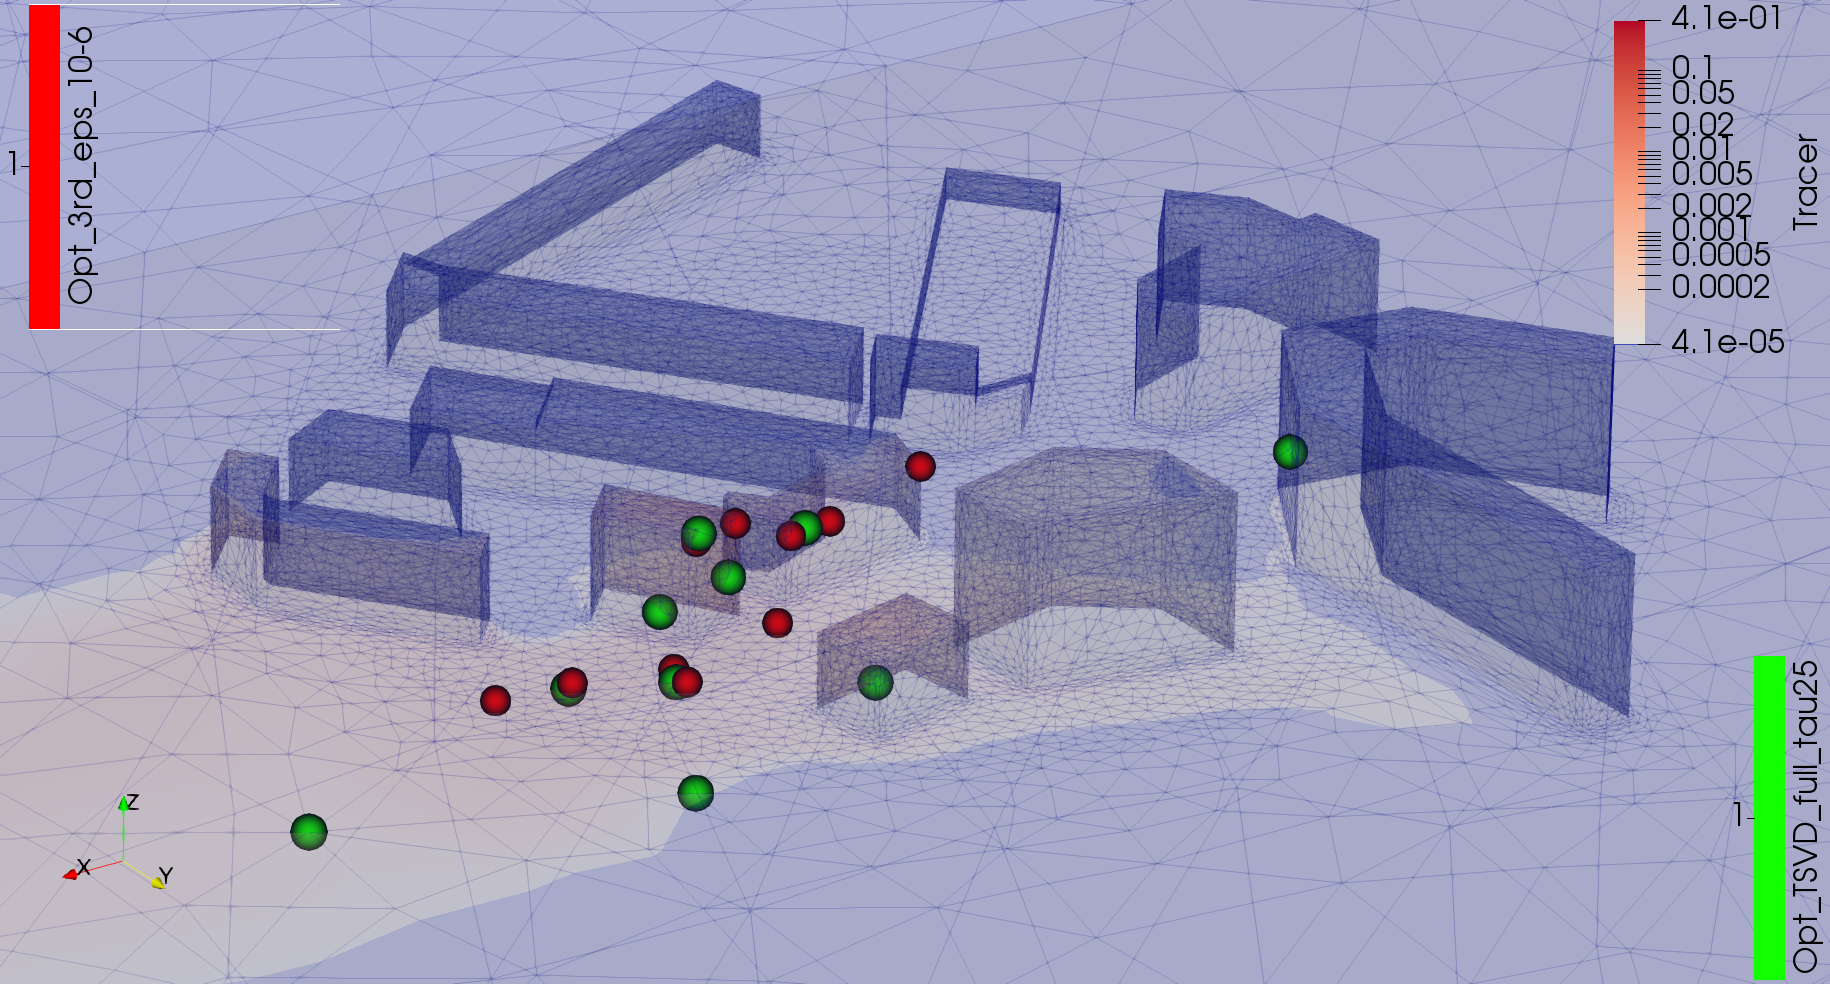 Opt_3rd_eps_10-6
1
4.1e-01
0.1
0.05
0.02
0.01
0.005
0.002
0.001
0.0005
0.0002
4.1e-05
Tracer
Z
X
Y
1
Opt_TSVD_full_tau25